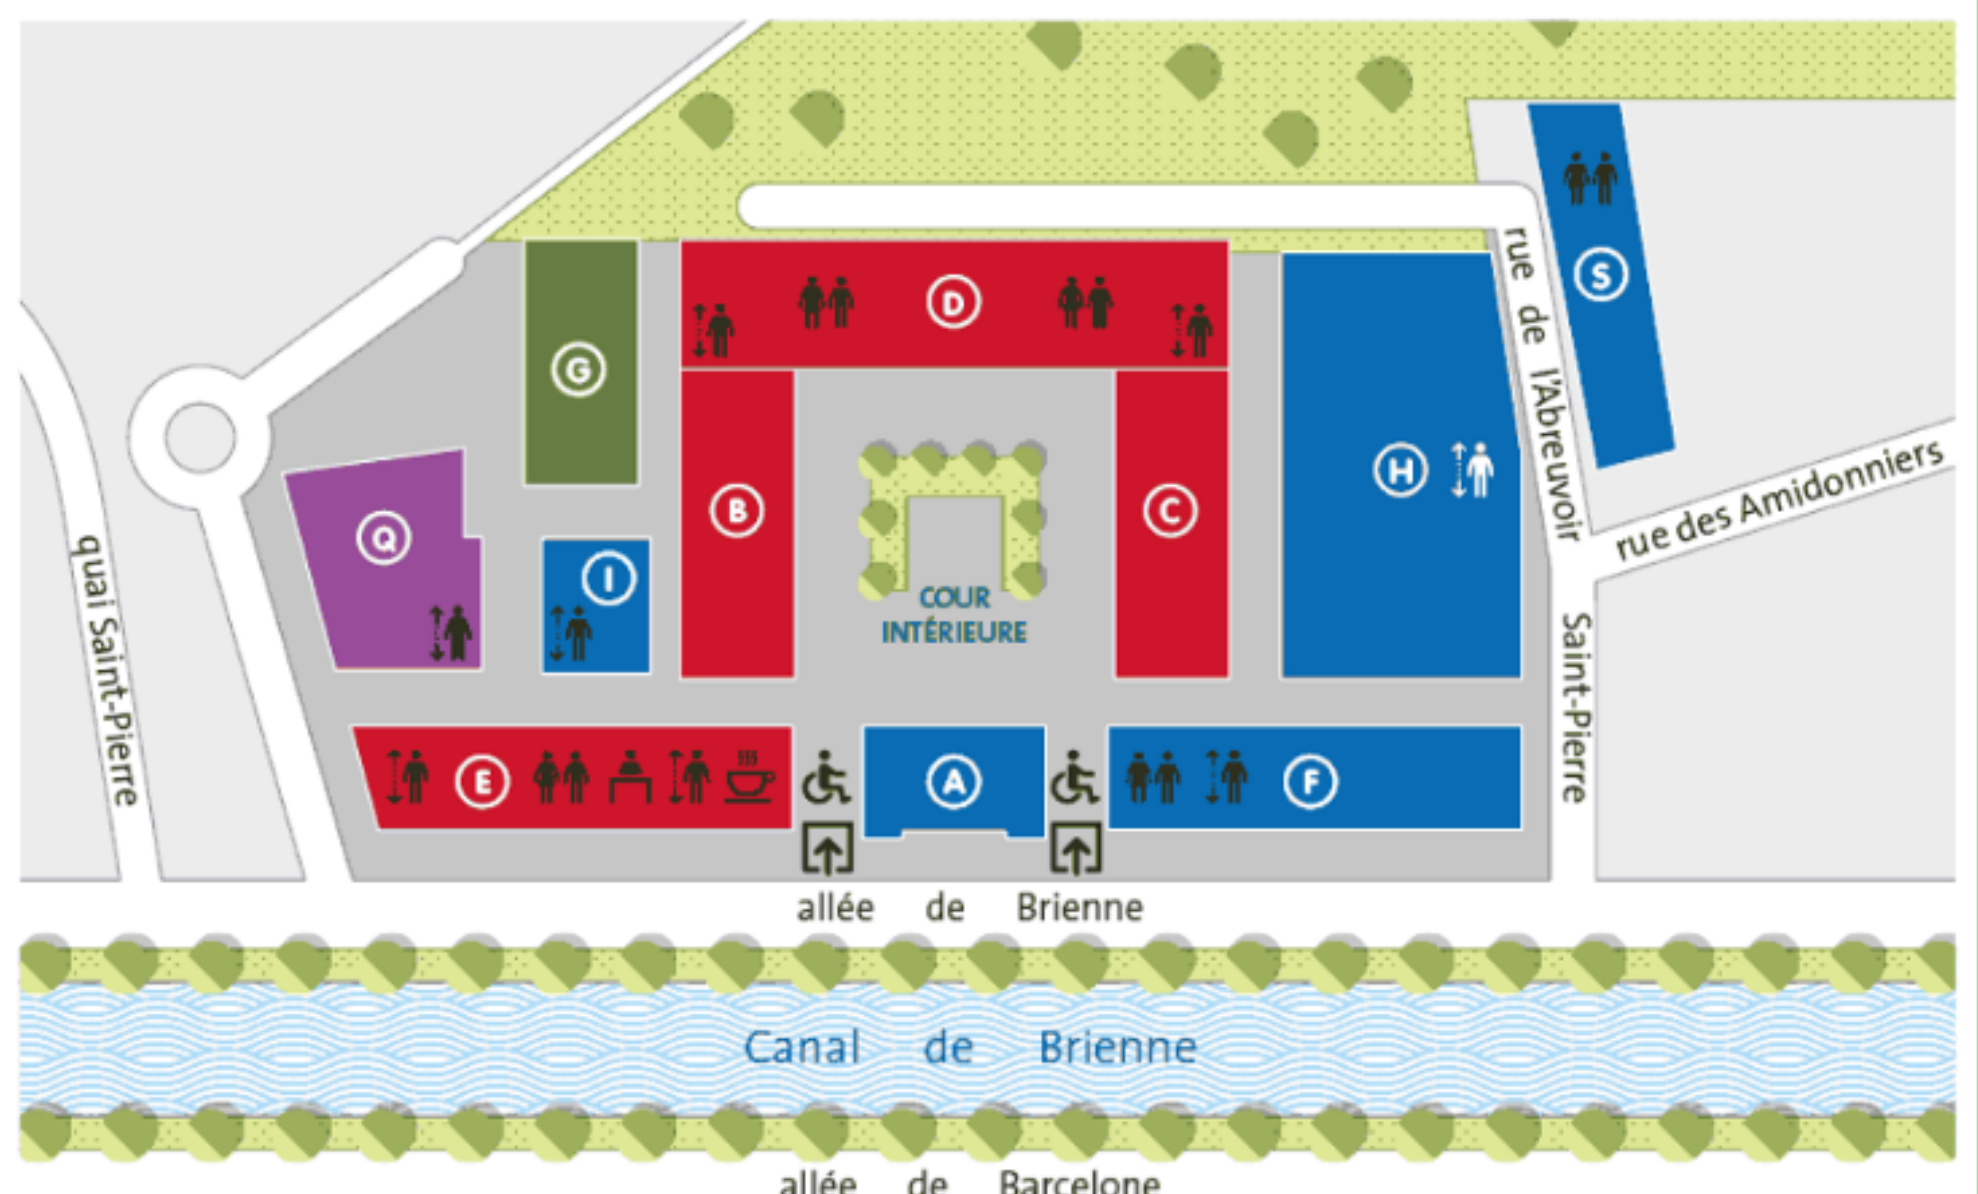 S
rue de l'Abreuvoir
D
G
H
rue des Amidonniers
B
C
Q
I
COUR
INTÉRIEURE
quai Saint-Pierre
Saint-Pierre
E
A
F
allée de Brienne
Canal de Brienne
allée de Barcelone